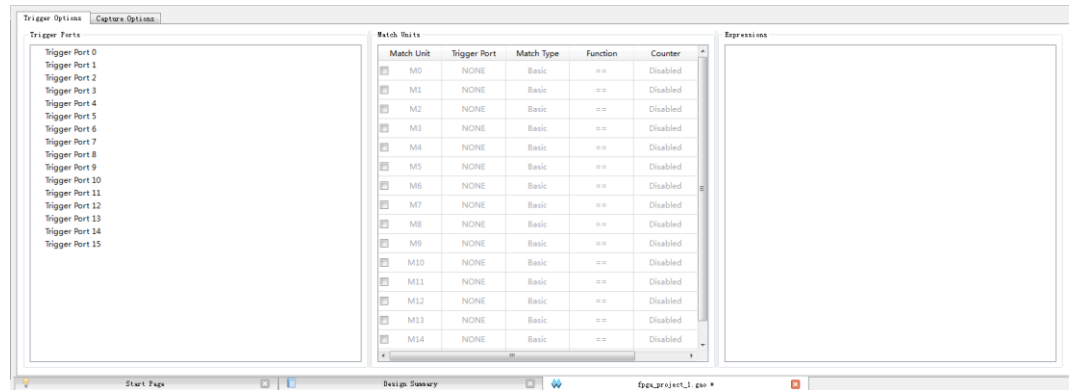 Trigger Options Capture Options
Trigger Ports
Trigger Port 0
Trigger Port 1
Trigger Port 2
Trigger Port 3
Trigger Port 4
Trigger Port 5
Trigger Port 6
Trigger Port 7
Trigger Port 8
Trigger Port 9
Trigger Port 10
Trigger Port 11
Trigger Port 12
Trigger Port 13
Trigger Port 14
Trigger Port 15
Match Units
Match Unit Trigger Port Match Type Function Counter
M0 NONE Basic == Disabled
M1 NONE Basic == Disabled
M2 NONE Basic == Disabled
M3 NONE Basic == Disabled
M4 NONE Basic == Disabled
M5 NONE Basic == Disabled
M6 NONE Basic == Disabled
M7 NONE Basic == Disabled
M8 NONE Basic == Disabled
M9 NONE Basic == Disabled
M10 NONE Basic == Disabled
M11 NONE Basic == Disabled
M12 NONE Basic == Disabled
M13 NONE Basic == Disabled
M14 NONE Basic == Disabled
Expressions
Start Page Design Summary fpga_project_1.gao *